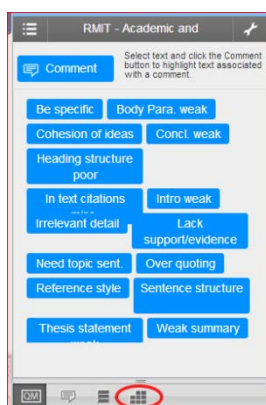 RMIT - Academic and
Comment
Select text and click the Comment
button to highlight text associated
with a comment.
Be specific
Body Para. weak
Cohesion of ideas
Concl. weak
Heading structure
poor
In text citations
Intro weak
Irrelevant detail
Lack
support/evidence
Need topic sent.
Over quoting
Reference style
Sentence structure
Thesis statement
Weak summary
QM